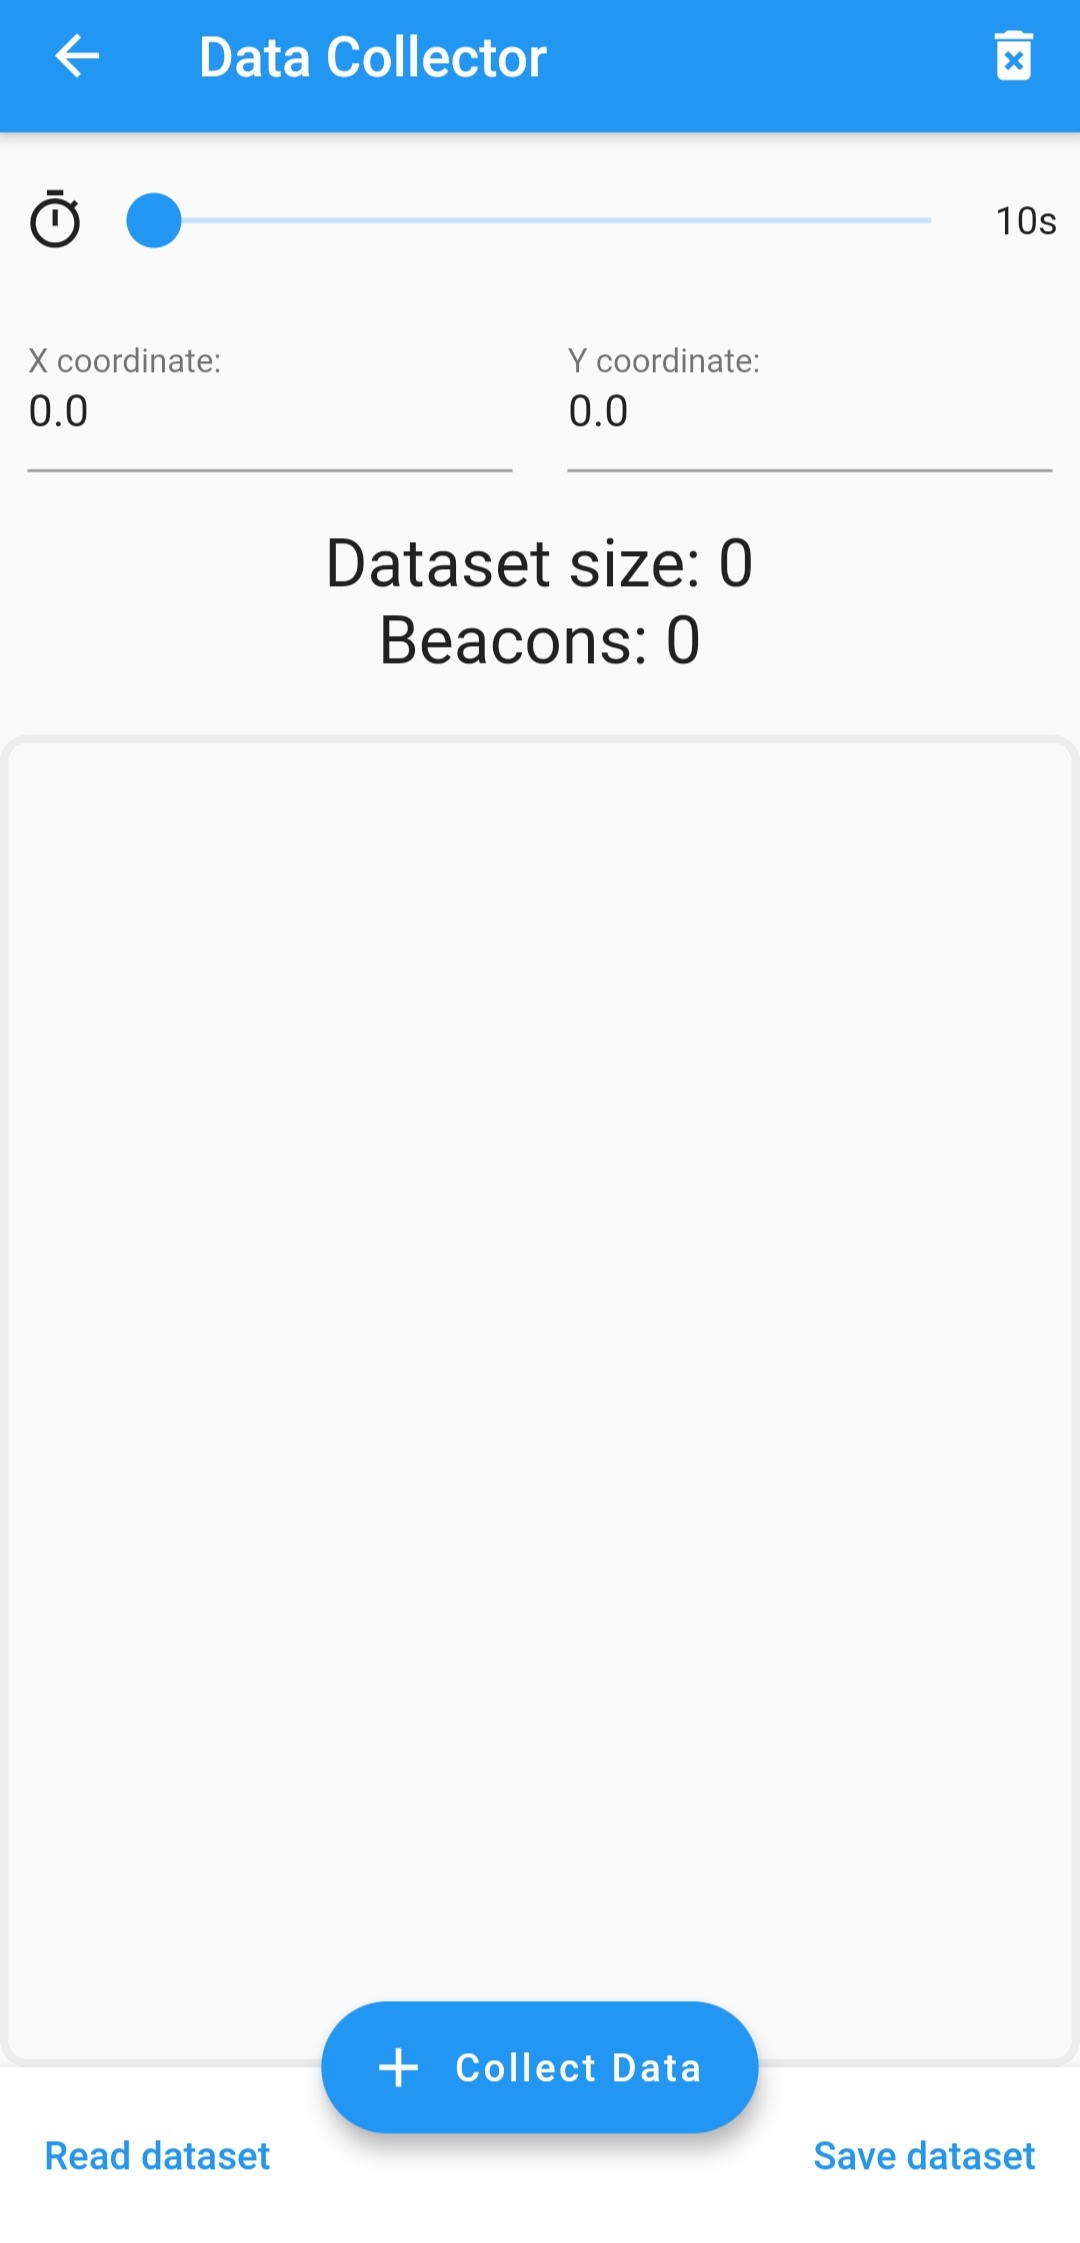 Data Collector
10s
X coordinate:
Y coordinate:
0.0
0.0
Dataset size: 0
Beacons: 0
Collect Data
Read dataset
Save dataset